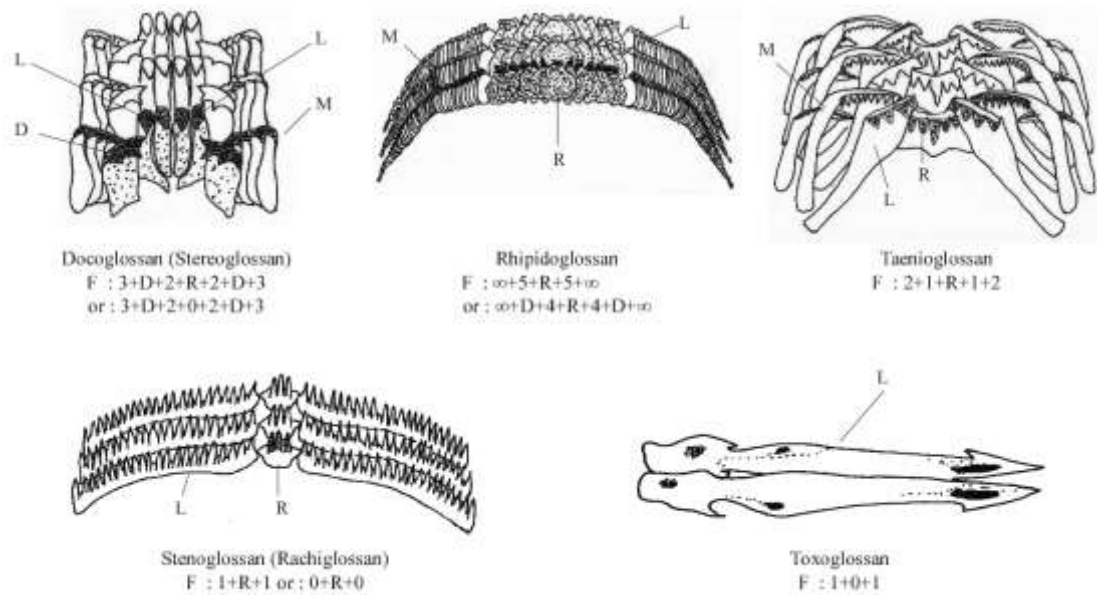 L
L
D
M
Docoglossan (Stereoglossan)
F : 3+D+2+R+2+D+3
or : 3+D+2+0+2+D+3
M
L
R
Rhipidoglossan
F : ∞+5+R+5+∞
or : ∞+D+4+R+4+D+∞
M
L
R
Taenioglossan
F : 2+1+R+1+2
L
R
Stenoglossan (Rachiglossan)
F : 1+R+1 or : 0+R+0
L
Toxoglossan
F : 1+0+1